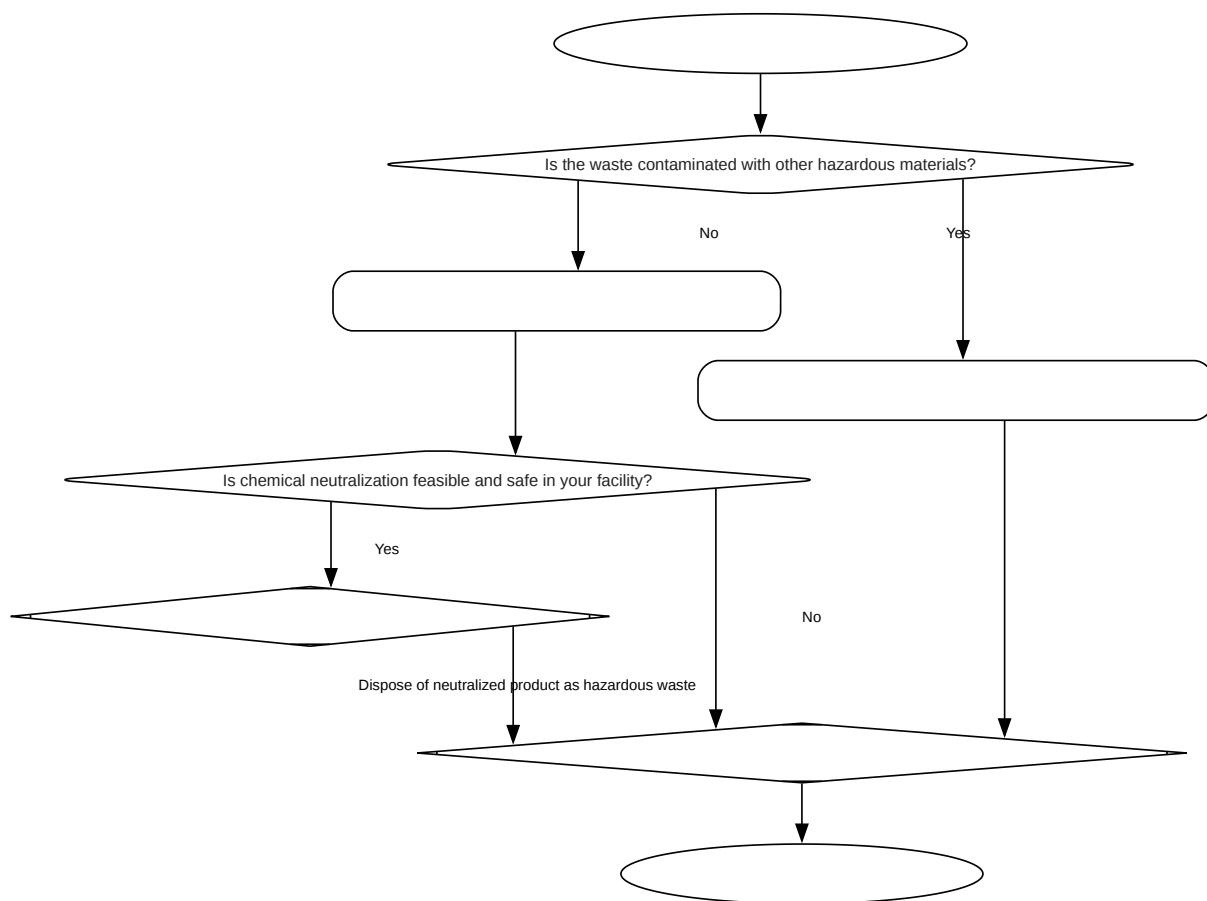 Is the waste contaminated with other hazardous materials?
No
Yes
Is chemical neutralization feasible and safe in your facility?
Yes
No
Dispose of neutralized product as hazardous waste